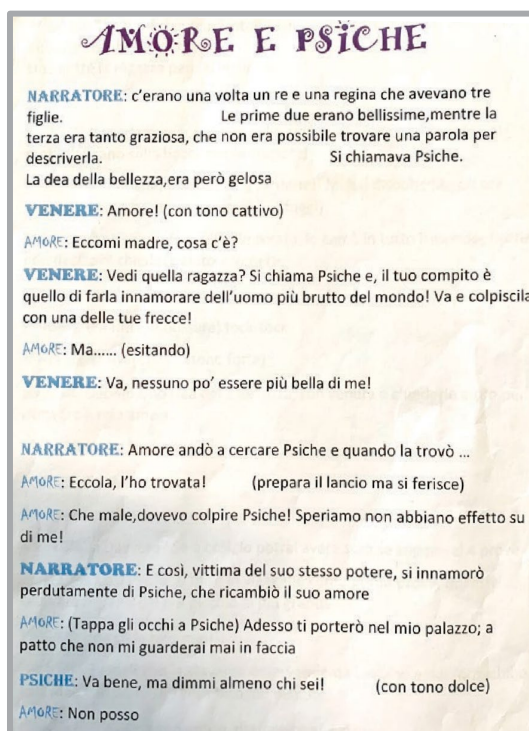 AMORE E PSICHE
NARRATORE: c'erano una volta un re e una regina che avevano tre
figlie. Le prime due erano bellissime,mentre la
terza era tanto graziosa, che non era possibile trovare una parola per
descriverla. Si chiamava Psiche.
La dea della bellezza,era però gelosa
VENERE: Amore! (con tono cattivo)
AMORE: Eccomi madre, cosa c'è?
VENERE: Vedi quella ragazza? Si chiama Psiche e, il tuo compito è
quello di farla innamorare dell'uomo più brutto del mondo! Va e colpiscila
con una delle tue frecce!
AMORE: Ma...... (esitando)
VENERE: Va, nessuno po' essere più bella di me!
NARRATORE: Amore andò a cercare Psiche e quando la trovò ...
AMORE: Eccola, l'ho trovata! (prepara il lancio ma si ferisce)
AMORE: Che male,dovevo colpire Psiche! Speriamo non abbiano effetto su
di me!
NARRATORE: E così, vittima del suo stesso potere, si innamorò
perdutamente di Psiche, che ricambiò il suo amore
AMORE: (Tappa gli occhi a Psiche) Adesso ti porterò nel mio palazzo; a
patto che non mi guarderai mai in faccia
PSICHE: Va bene, ma dimmi almeno chi sei! (con tono dolce)
AMORE: Non posso